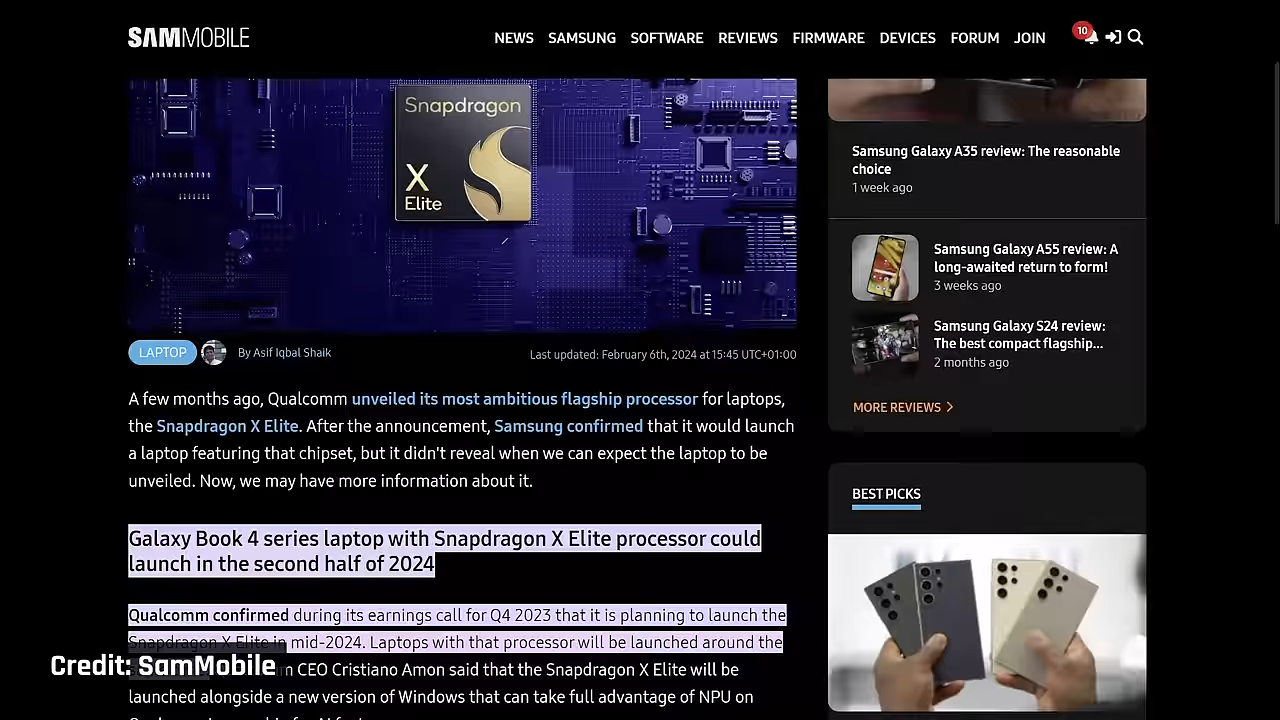 SAMMOBILE
NEWS SAMSUNG SOFTWARE REVIEWS FIRMWARE DEVICES FORUM JOIN 10
Snapdragon
X
Elite
LAPTOP By Asif Iqbal Shaik Last updated: February 6th, 2024 at 15:45 UTC+01:00
A few months ago, Qualcomm unveiled its most ambitious flagship processor for laptops,
the Snapdragon X Elite. After the announcement, Samsung confirmed that it would launch
a laptop featuring that chipset, but it didn't reveal when we can expect the laptop to be
unveiled. Now, we may have more information about it.
Galaxy Book 4 series laptop with Snapdragon X Elite processor could
launch in the second half of 2024
Qualcomm confirmed during its earnings call for Q4 2023 that it is planning to launch the
Snapdragon X Elite in mid-2024. Laptops with that processor will be launched around the
CEO Cristiano Amon said that the Snapdragon X Elite will be
launched alongside a new version of Windows that can take full advantage of NPU on
Credit: SamMobile
Samsung Galaxy A35 review: The reasonable
choice
1 week ago
Samsung Galaxy A55 review: A
long-awaited return to form!
3 weeks ago
Samsung Galaxy S24 review:
The best compact flagship...
2 months ago
MORE REVIEWS
BEST PICKS